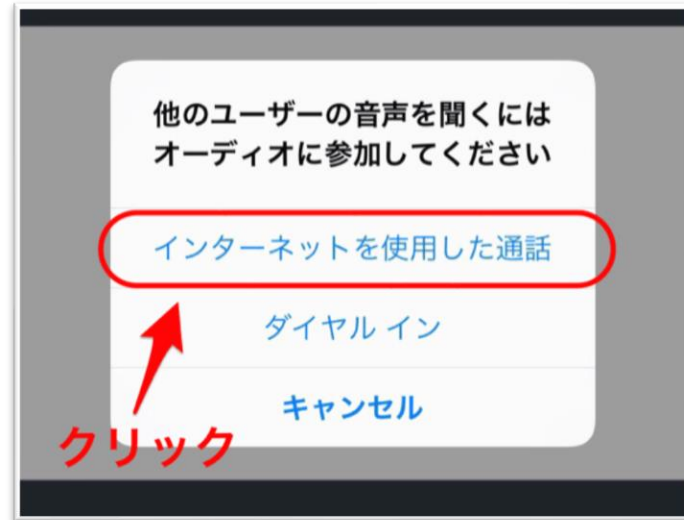 他のユーザーの音声を聞くには
オーディオに参加してください
インターネットを使用した通話
ダイヤル イン
キャンセル
クリック